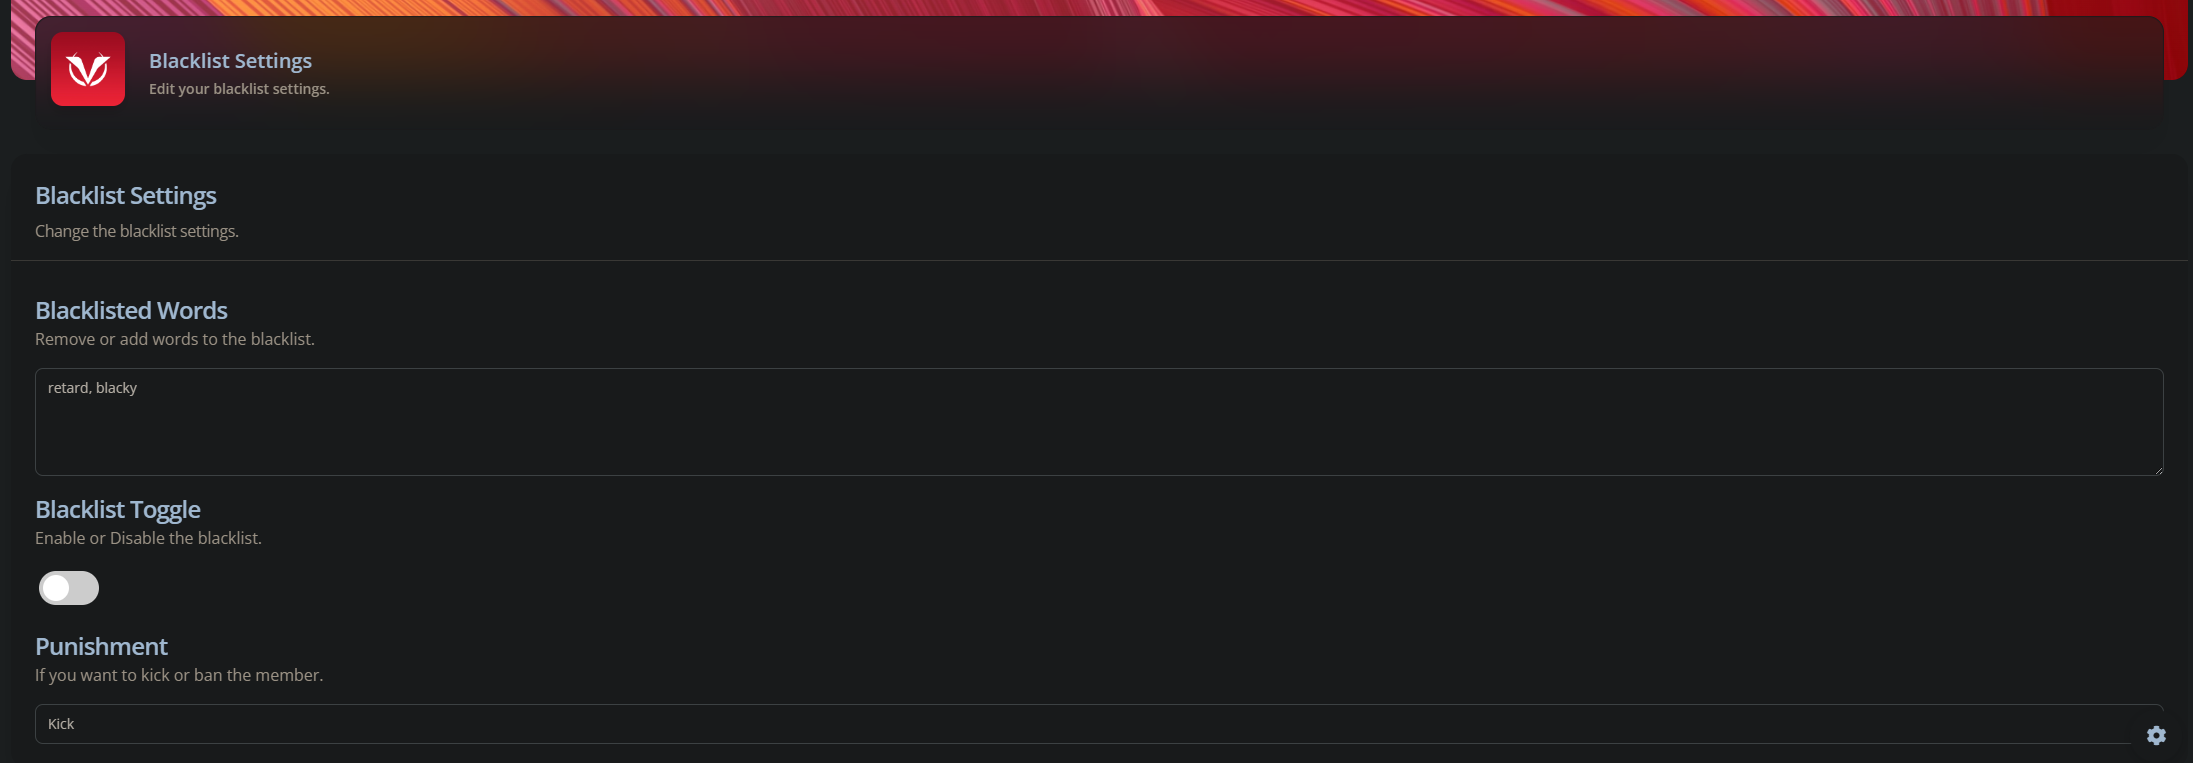 Blacklist Settings
Edit your blacklist settings.
Blacklist Settings
Change the blacklist settings.
Blacklisted Words
Remove or add words to the blacklist.
retard, blacky
Blacklist Toggle
Enable or Disable the blacklist.
Punishment
If you want to kick or ban the member.
Kick